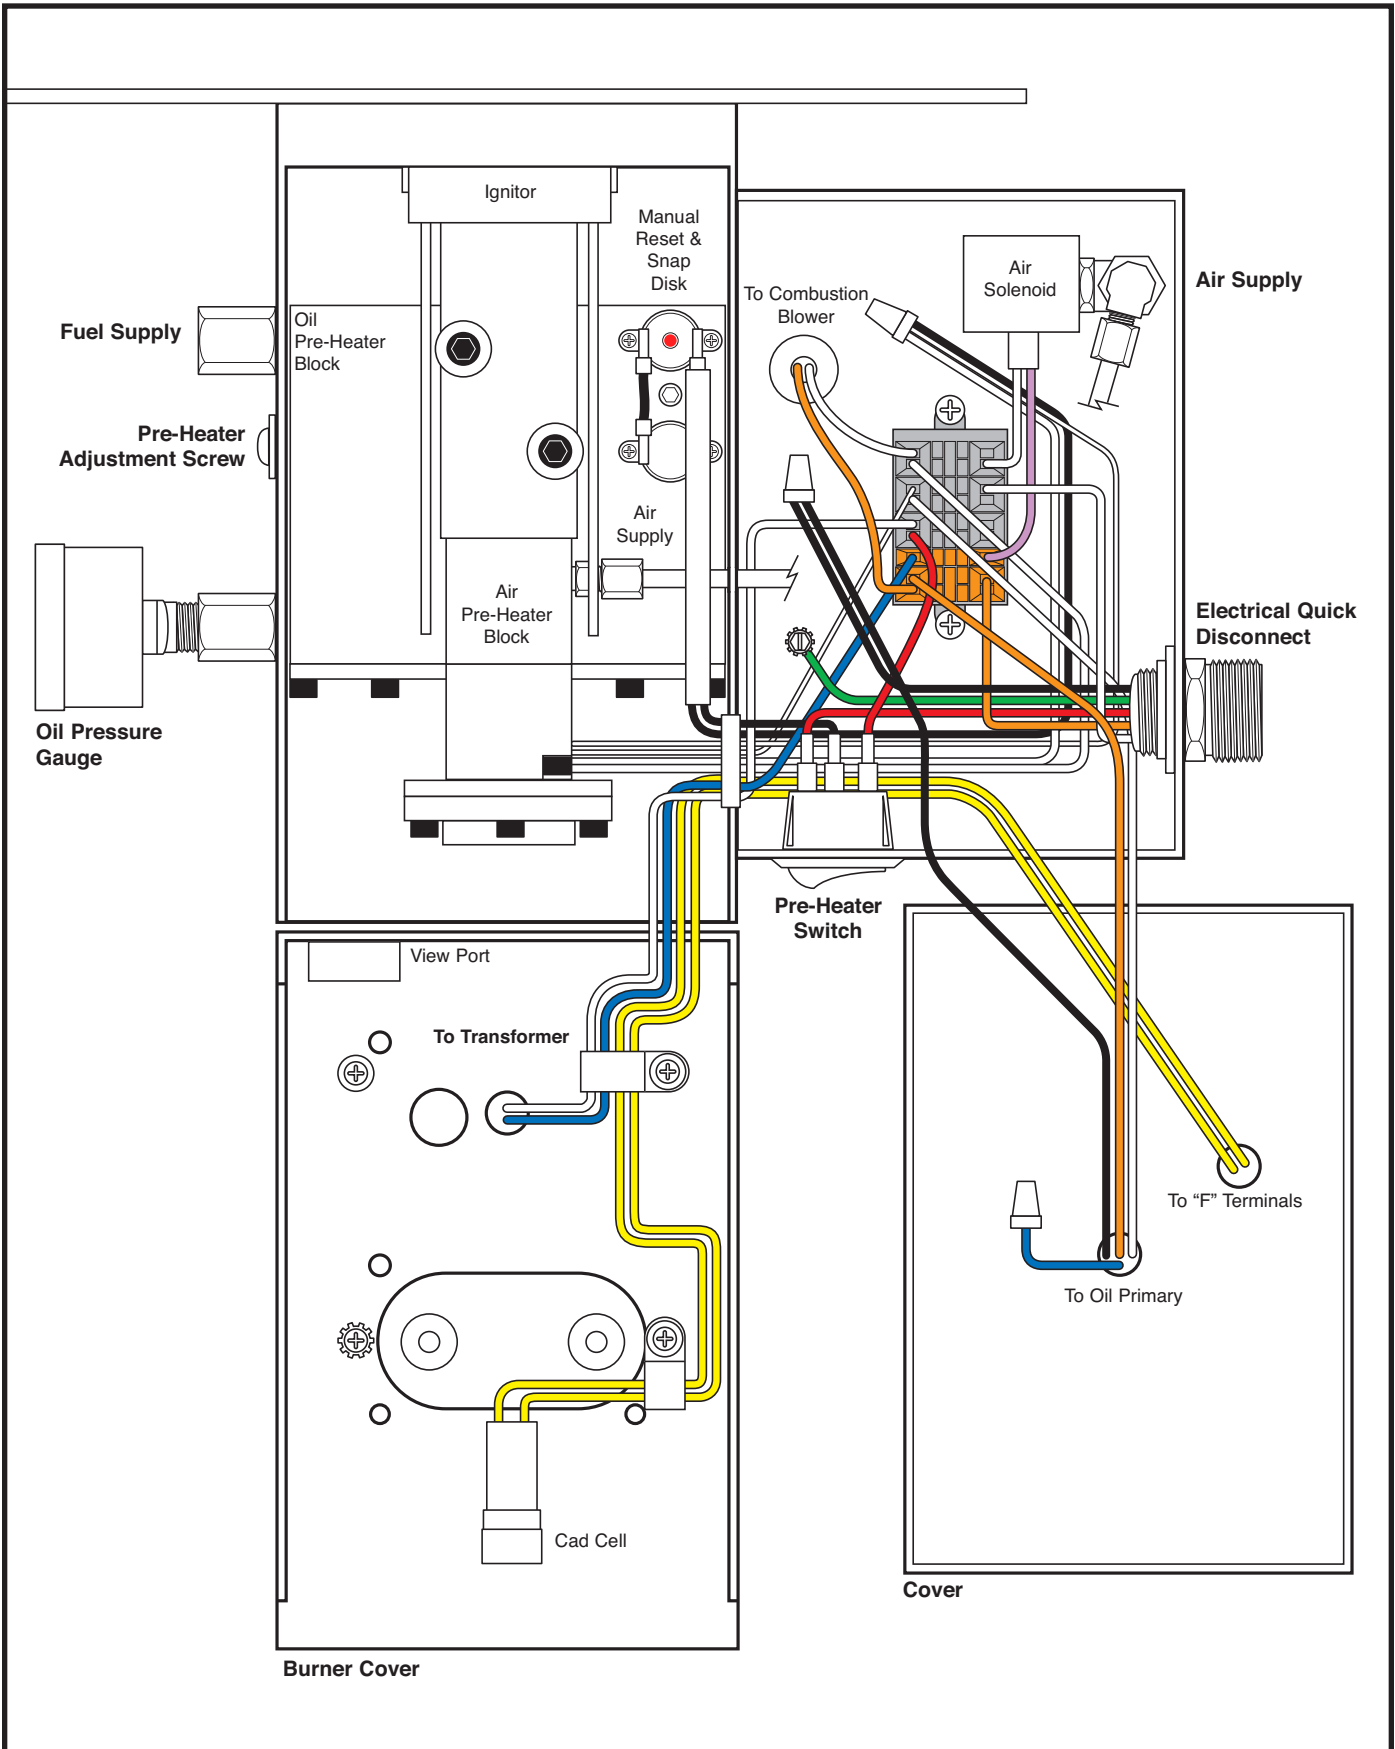 Ignitor
Manual
Reset &
Snap
Disk
Air
Solenoid
Air Supply
To Combustion
Blower
Fuel Supply
Oil
Pre-Heater
Block
Pre-Heater
Adjustment Screw
Air
Supply
Air
Pre-Heater
Block
Electrical Quick
Disconnect
Oil Pressure
Gauge
Pre-Heater
Switch
View Port
To Transformer
To “F” Terminals
To Oil Primary
Cad Cell
Cover
Burner Cover